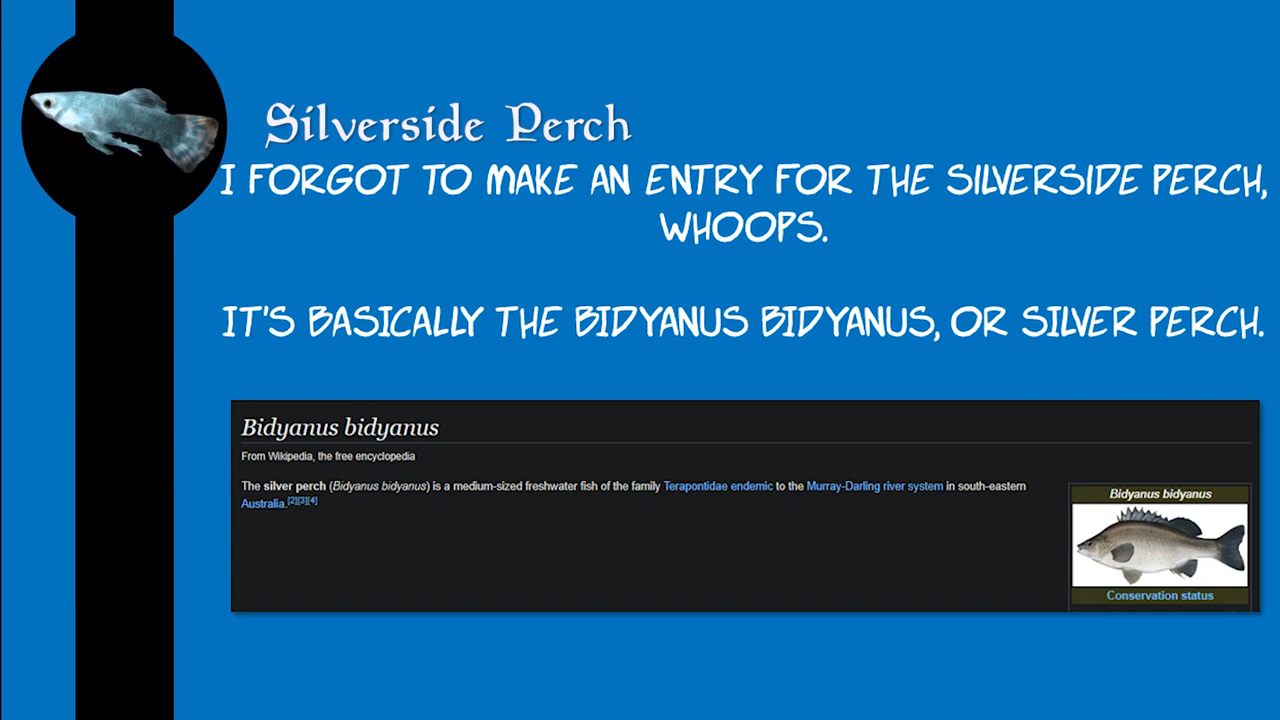 Silverside Perch
I FORGOT TO MAKE AN ENTRY FOR THE SILVERSIDE PERCH,
WHOOPS.
IT'S BASICALLY THE BIDYANUS BIDYANUS, OR SILVER PERCH.
Bidyanus bidyanus
From Wikipedia, the free encyclopedia
The silver perch (Bidyanus bidyanus) is a medium-sized freshwater fish of the family Terapontidae endemic to the Murray-Darling river system in south-eastern
Australia.[2][3][4]
Bidyanus bidyanus
Conservation status